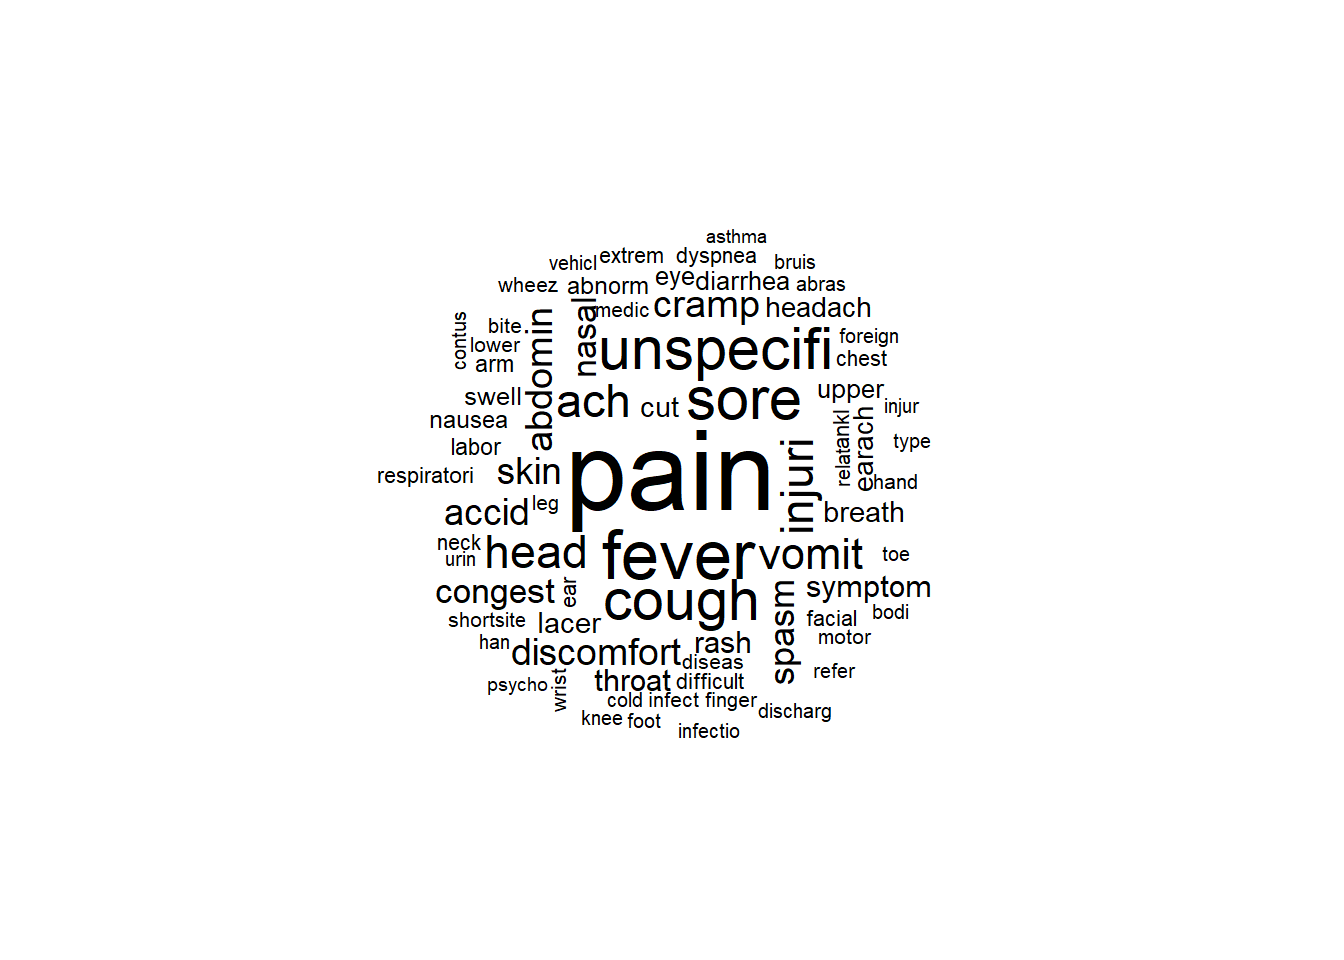 asthma
vehicl
extrem
dyspnea
bruis
wheez
abnorm
eye
diarrhea
abras
contus
bite.
lower
arm
abdomin
nasal
medic
cramp
headach
unspecifi
foreign
chest
swell
nausea
labor
ach
cut
sore
upper
injur
relat
ankl
earach
type
respiratori
skin
pain
injuri
hand
accid
leg
breath
neck
urin
head
fever
vomit
toe
congest
ear
cough
spasm
symptom
shortsite
lacer
facial
bodi
han
discomfort
rash
motor
diseas
psycho
wrist
throat
difficult
refer
cold
infect
finger
discharg
knee
foot
infectio